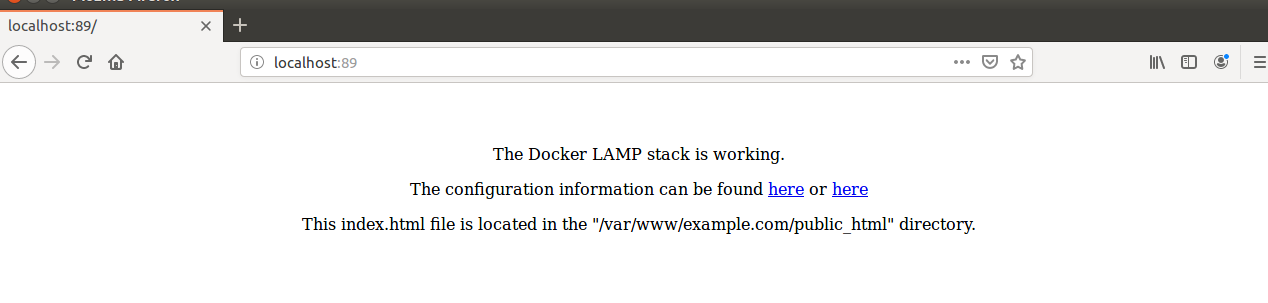 localhost:89/
localhost:89
The Docker LAMP stack is working.
The configuration information can be found here or here
This index.html file is located in the "/var/www/example.com/public_html" directory.